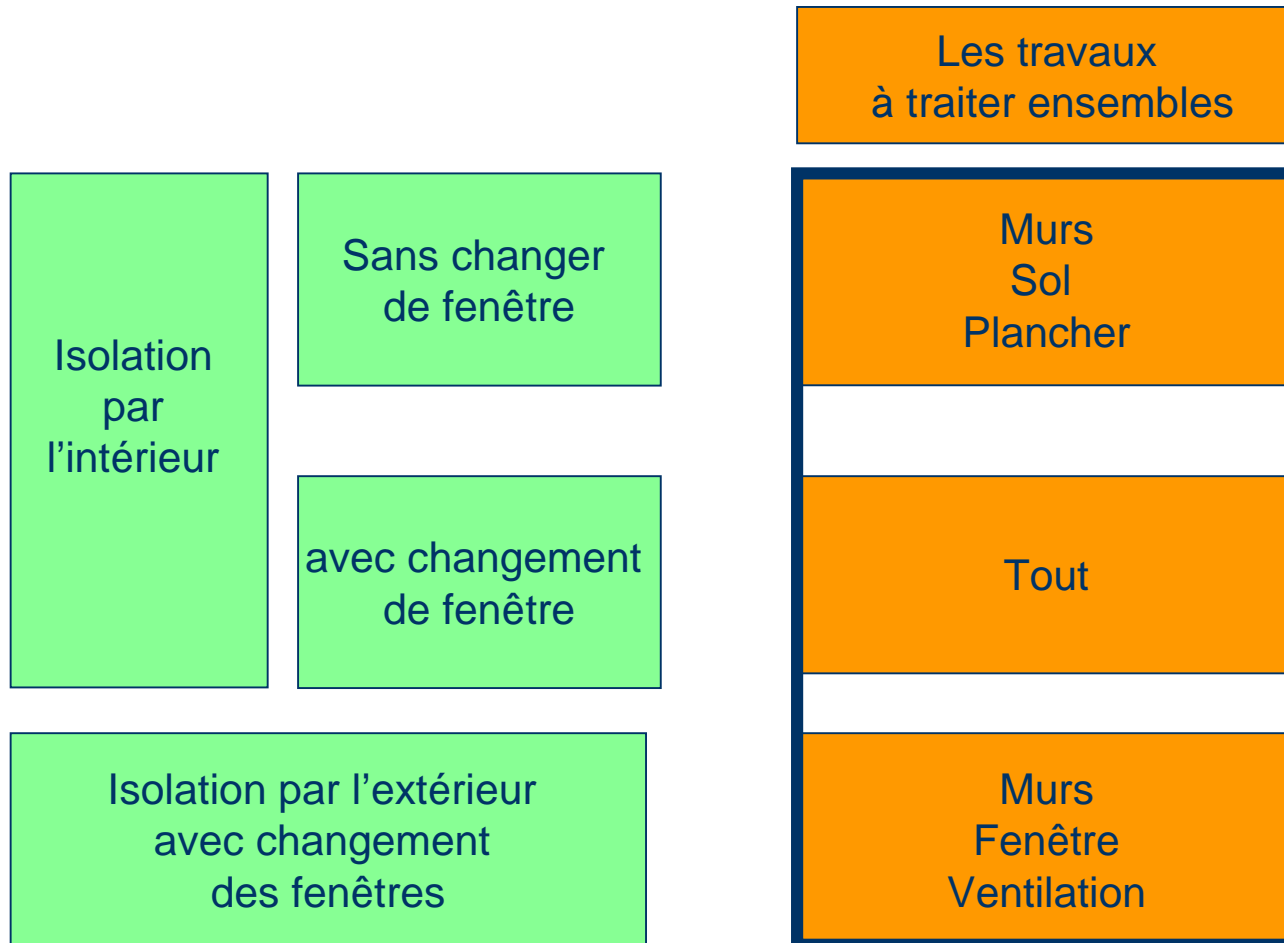 Les travaux
à traiter ensembles
Isolation
par
l'intérieur
Sans changer
de fenêtre
Murs
Sol
Plancher
avec changement
de fenêtre
Tout
Isolation par l'extérieur
avec changement
des fenêtres
Murs
Fenêtre
Ventilation